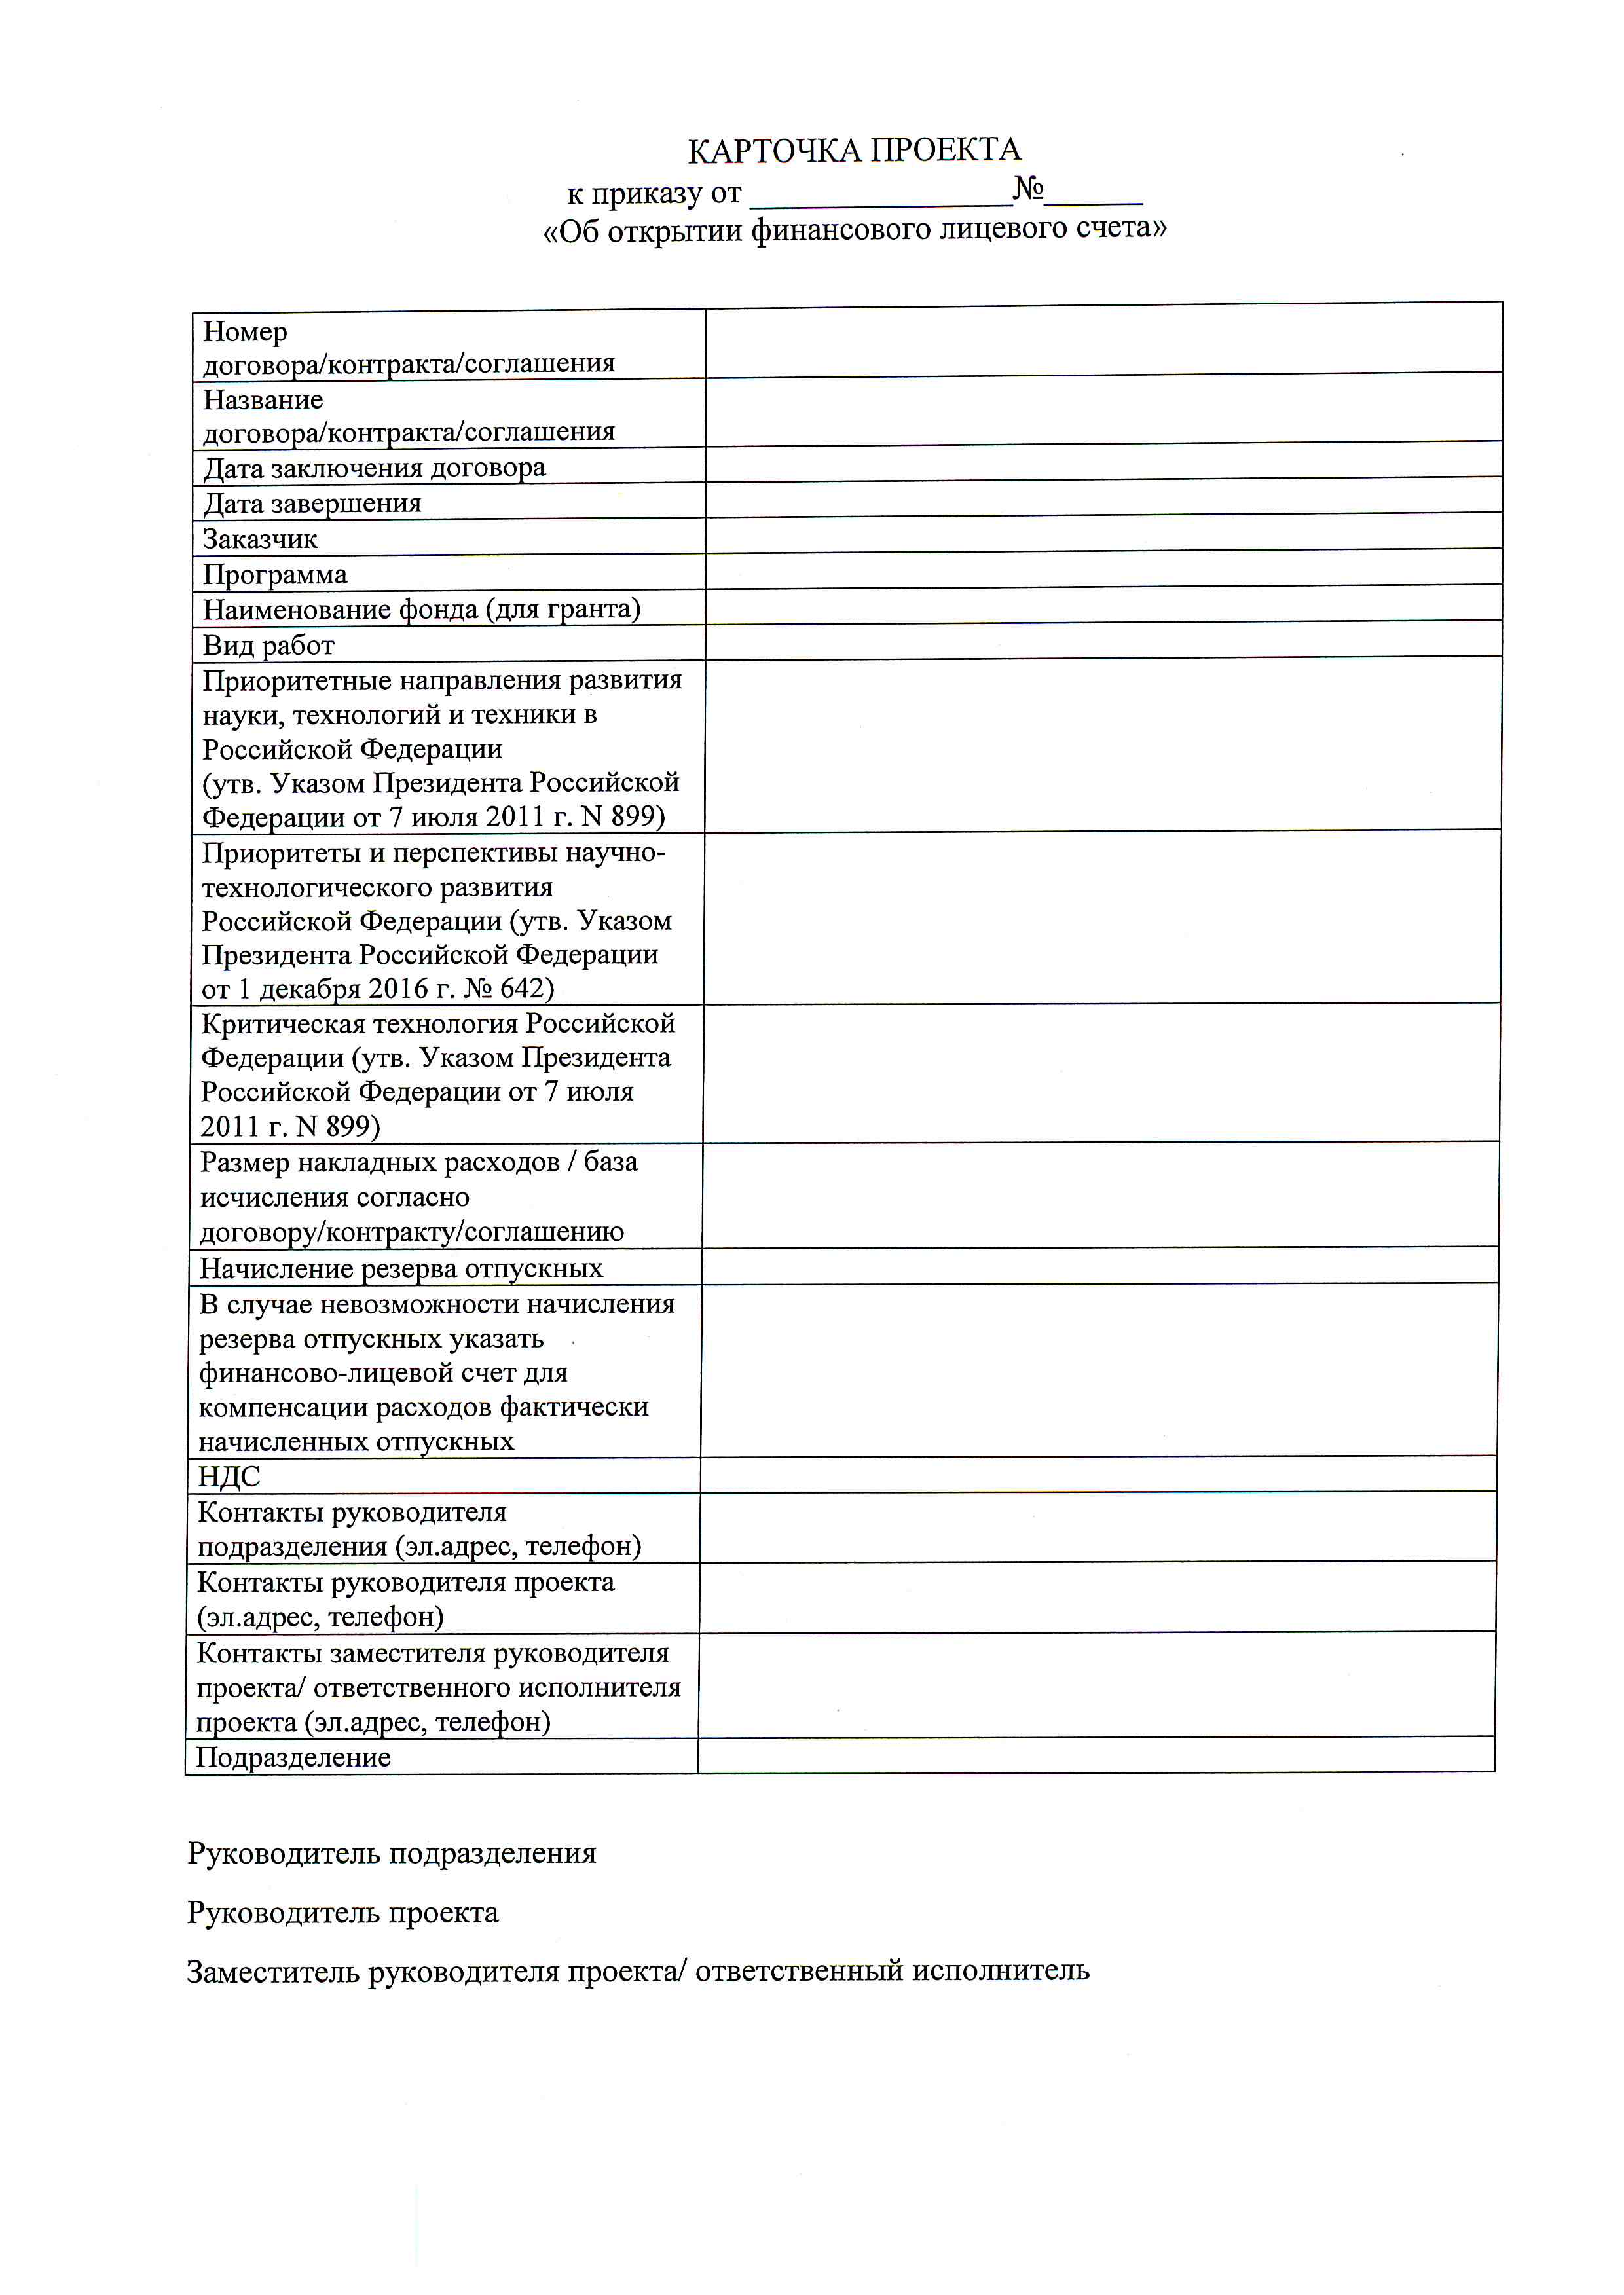 КАРТОЧКА ПРОЕКТА
к приказу от ________________№______
«Об открытии финансового лицевого счета»
Номер
договора/контракта/соглашения
Название
договора/контракта/соглашения
Дата заключения договора
Дата завершения
Заказчик
Программа
Наименование фонда (для гранта)
Вид работ
Приоритетные направления развития
науки, технологий и техники в
Российской Федерации
(утв. Указом Президента Российской
Федерации от 7 июля 2011 г. N 899)
Приоритеты и перспективы научно-
технологического развития
Российской Федерации (утв. Указом
Президента Российской Федерации
от 1 декабря 2016 г. № 642)
Критическая технология Российской
Федерации (утв. Указом Президента
Российской Федерации от 7 июля
2011 г. N 899)
Размер накладных расходов / база
исчисления согласно
договору/контракту/соглашению
Начисление резерва отпускных
В случае невозможности начисления
резерва отпускных указать
финансово-лицевой счет для
компенсации расходов фактически
начисленных отпускных
НДС
Контакты руководителя
подразделения (эл.адрес, телефон)
Контакты руководителя проекта
(эл.адрес, телефон)
Контакты заместителя руководителя
проекта/ ответственного исполнителя
проекта (эл.адрес, телефон)
Подразделение
Руководитель подразделения
Руководитель проекта
Заместитель руководителя проекта/ ответственный исполнитель